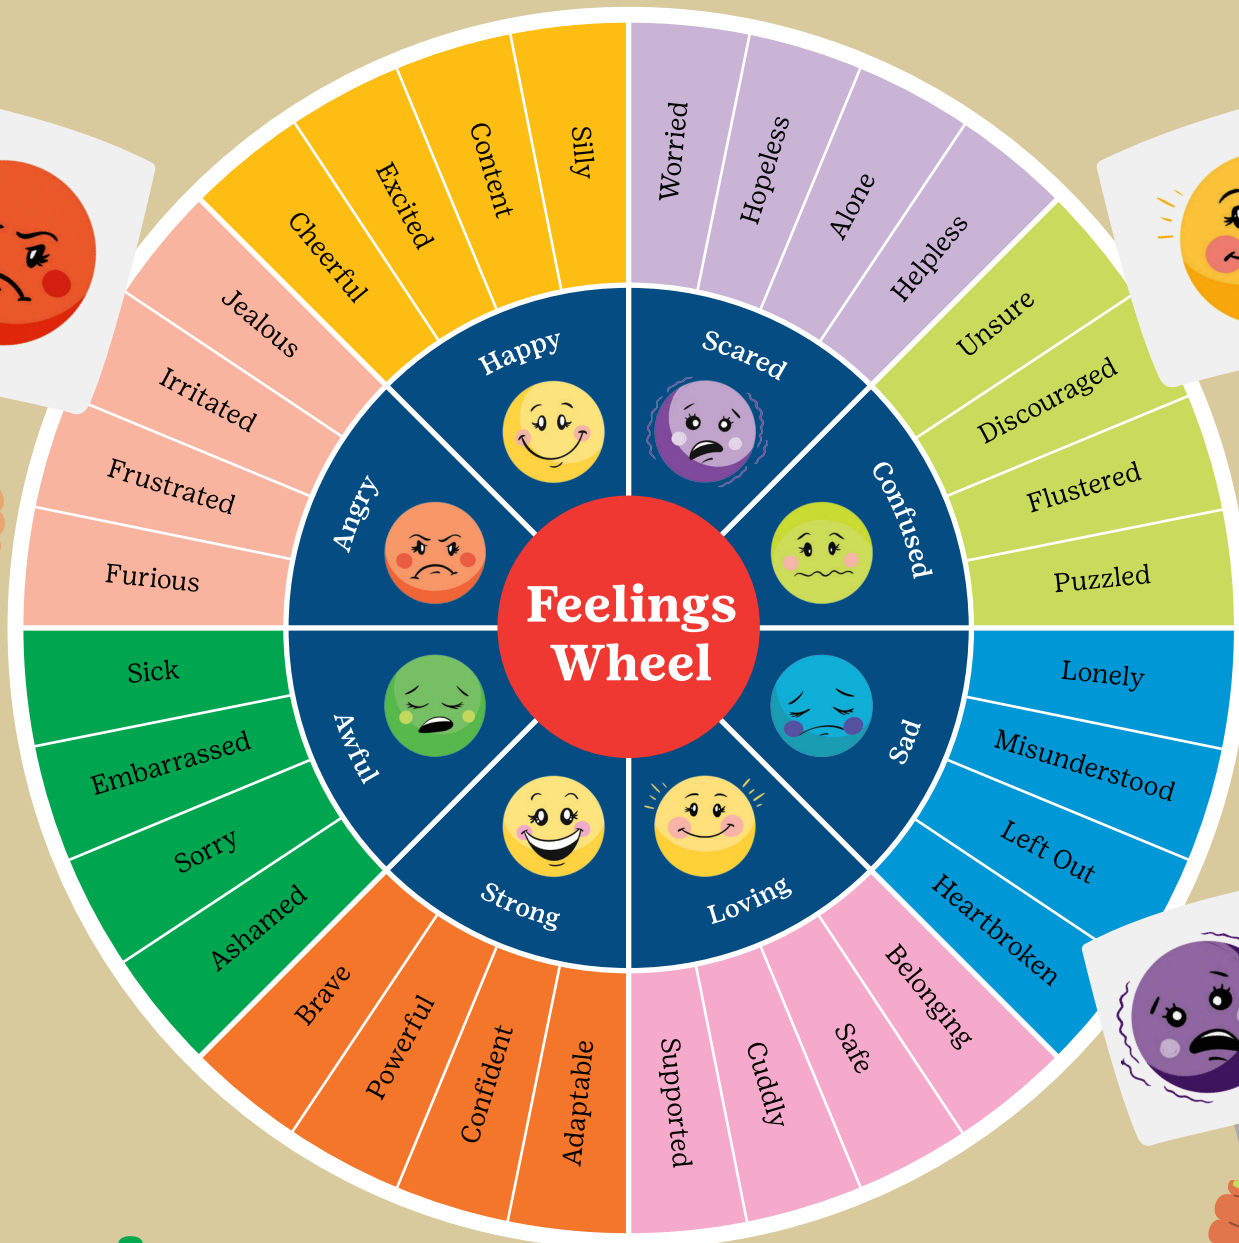 Feelings
Wheel
Happy
Scared
Confused
Sad
Loving
Strong
Awful
Angry
Cheerful
Excited
Content
Silly
Worried
Hopeless
Alone
Helpless
Unsure
Discouraged
Flustered
Puzzled
Lonely
Misunderstood
Left Out
Heartbroken
Belonging
Safe
Cuddly
Supported
Adaptable
Confident
Powerful
Brave
Ashamed
Sorry
Embarrassed
Sick
Furious
Frustrated
Irritated
Jealous